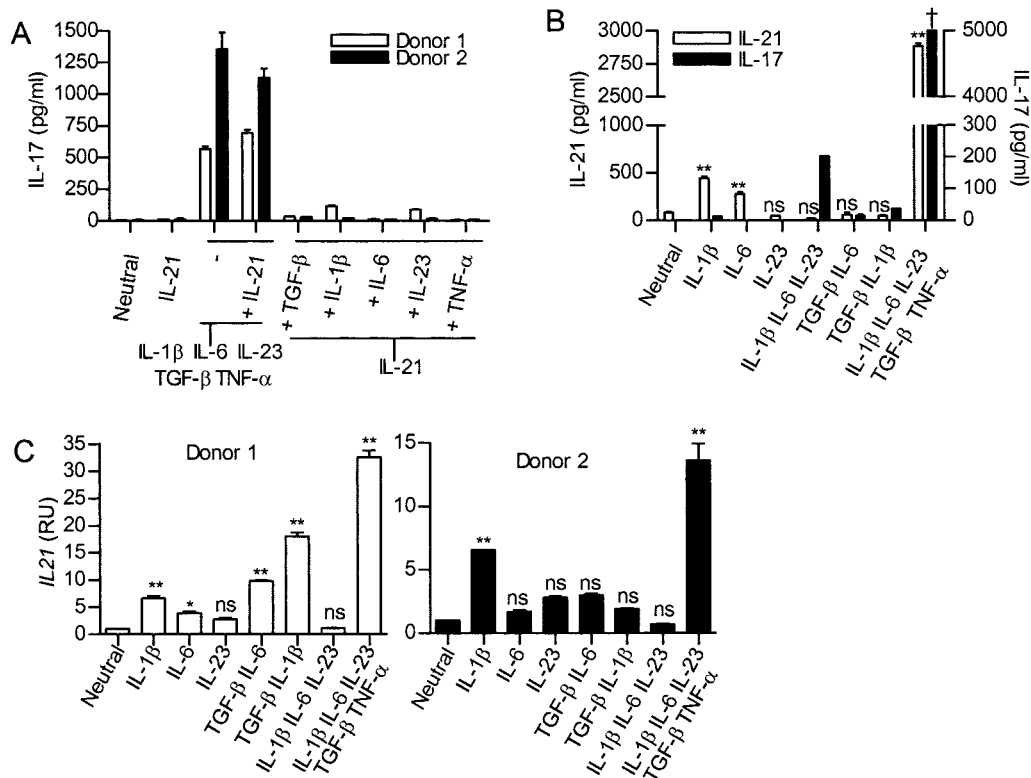 A
IL-17 (pg/ml)
1500
1250
1000
750
500
250
0
Donor 1
Donor 2
Neutral
IL-21
-
+ IL-21
+ TGF-β
+ IL-1β
+ IL-6
+ IL-23
+ TNF-α
IL-1β IL-6 IL-23
TGF-β TNF-α
IL-21
B
IL-21 (pg/ml)
3000
2750
2500
1000
500
0
IL-21
IL-17
** ** ns ns ns ns ** †
5000
4000
300
200
100
0
IL-17 (pg/ml)
Neutral
IL-1β
IL-6
IL-23
IL-1β IL-6 IL-23
TGF-β IL-6
TGF-β IL-1β
IL-1β IL-6 IL-23
TGF-β TNF-α
C
IL21 (RU)
35
30
25
20
15
10
5
0
Donor 1
** * ns ** ** ns **
Neutral
IL-1β
IL-6
IL-23
TGF-β IL-6
TGF-β IL-1β
IL-1β IL-6 IL-23
IL-1β IL-6 IL-23
TGF-β TNF-α
15
10
5
0
Donor 2
** ns ns ns ns ns **
Neutral
IL-1β
IL-6
IL-23
TGF-β IL-6
TGF-β IL-1β
IL-1β IL-6 IL-23
IL-1β IL-6 IL-23
TGF-β TNF-α